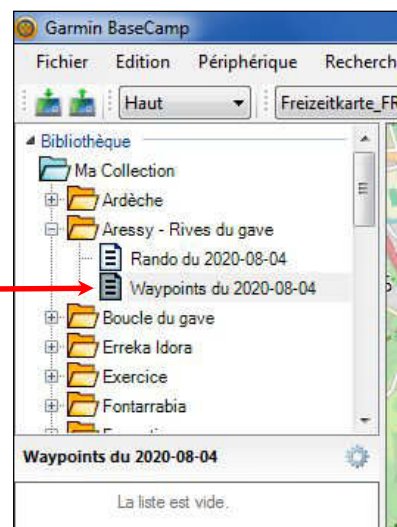 Garmin BaseCamp
Fichier Edition Périphérique Recherch
Haut Freizeitkarte_FR
Bibliothèque
Ma Collection
Ardèche
Aressy - Rives du gave
Rando du 2020-08-04
Waypoints du 2020-08-04
Boucle du gave
Erreka Idora
Exercice
Fontarrabia
Waypoints du 2020-08-04
La liste est vide.